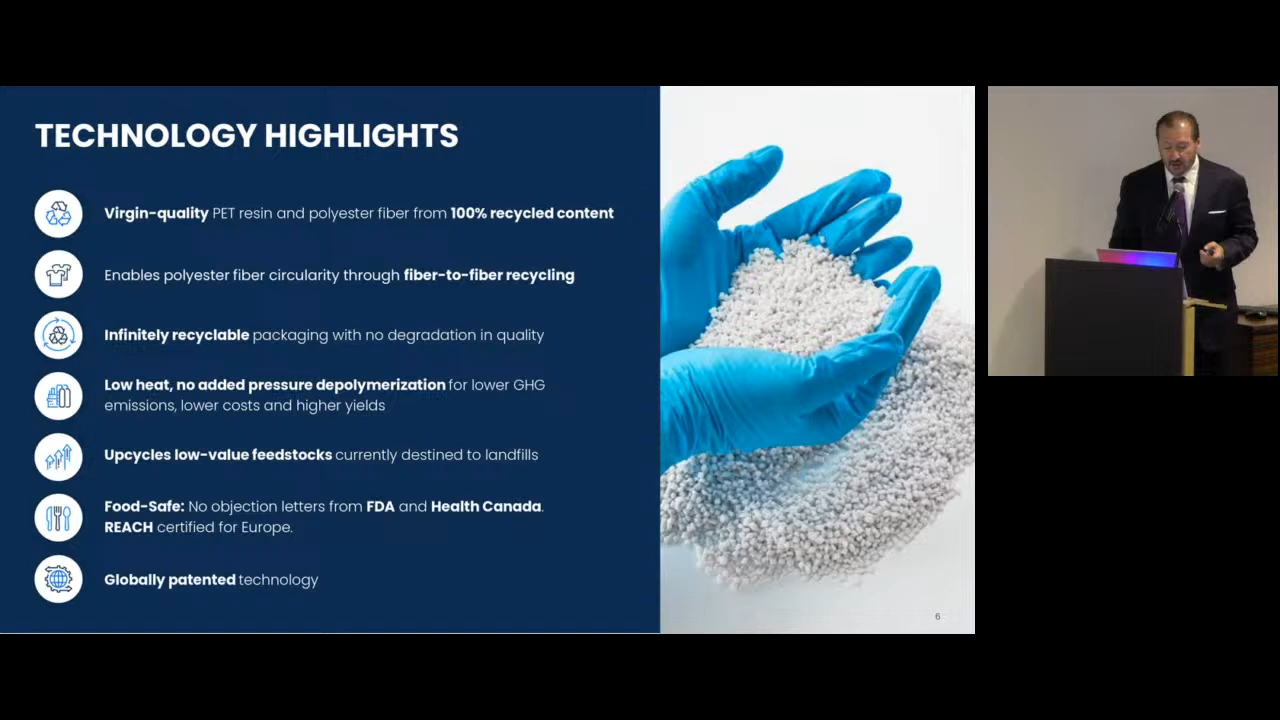 TECHNOLOGY HIGHLIGHTS
Virgin-quality PET resin and polyester fiber from 100% recycled content
Enables polyester fiber circularity through fiber-to-fiber recycling
Infinitely recyclable packaging with no degradation in quality
Low heat, no added pressure depolymerization for lower GHG
emissions, lower costs and higher yields
Upcycles low-value feedstocks currently destined to landfills
Food-Safe: No objection letters from FDA and Health Canada.
REACH certified for Europe.
Globally patented technology
6